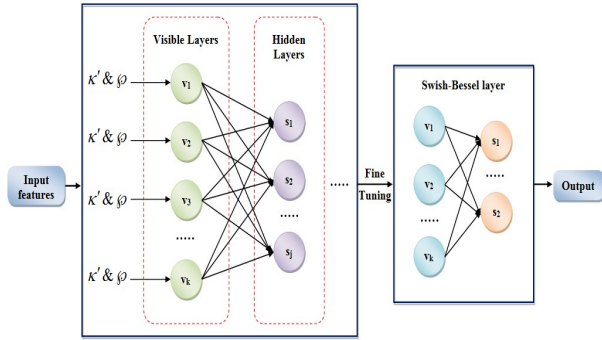 Input
features
Visible Layers
κ′ & ℘
κ′ & ℘
κ′ & ℘
κ′ & ℘
v1
v2
v3
.....
vk
Hidden
Layers
s1
s2
.....
sj
.....
Fine
Tuning
Swish-Bessel layer
v1
v2
.....
vk
s1
.....
s2
Output